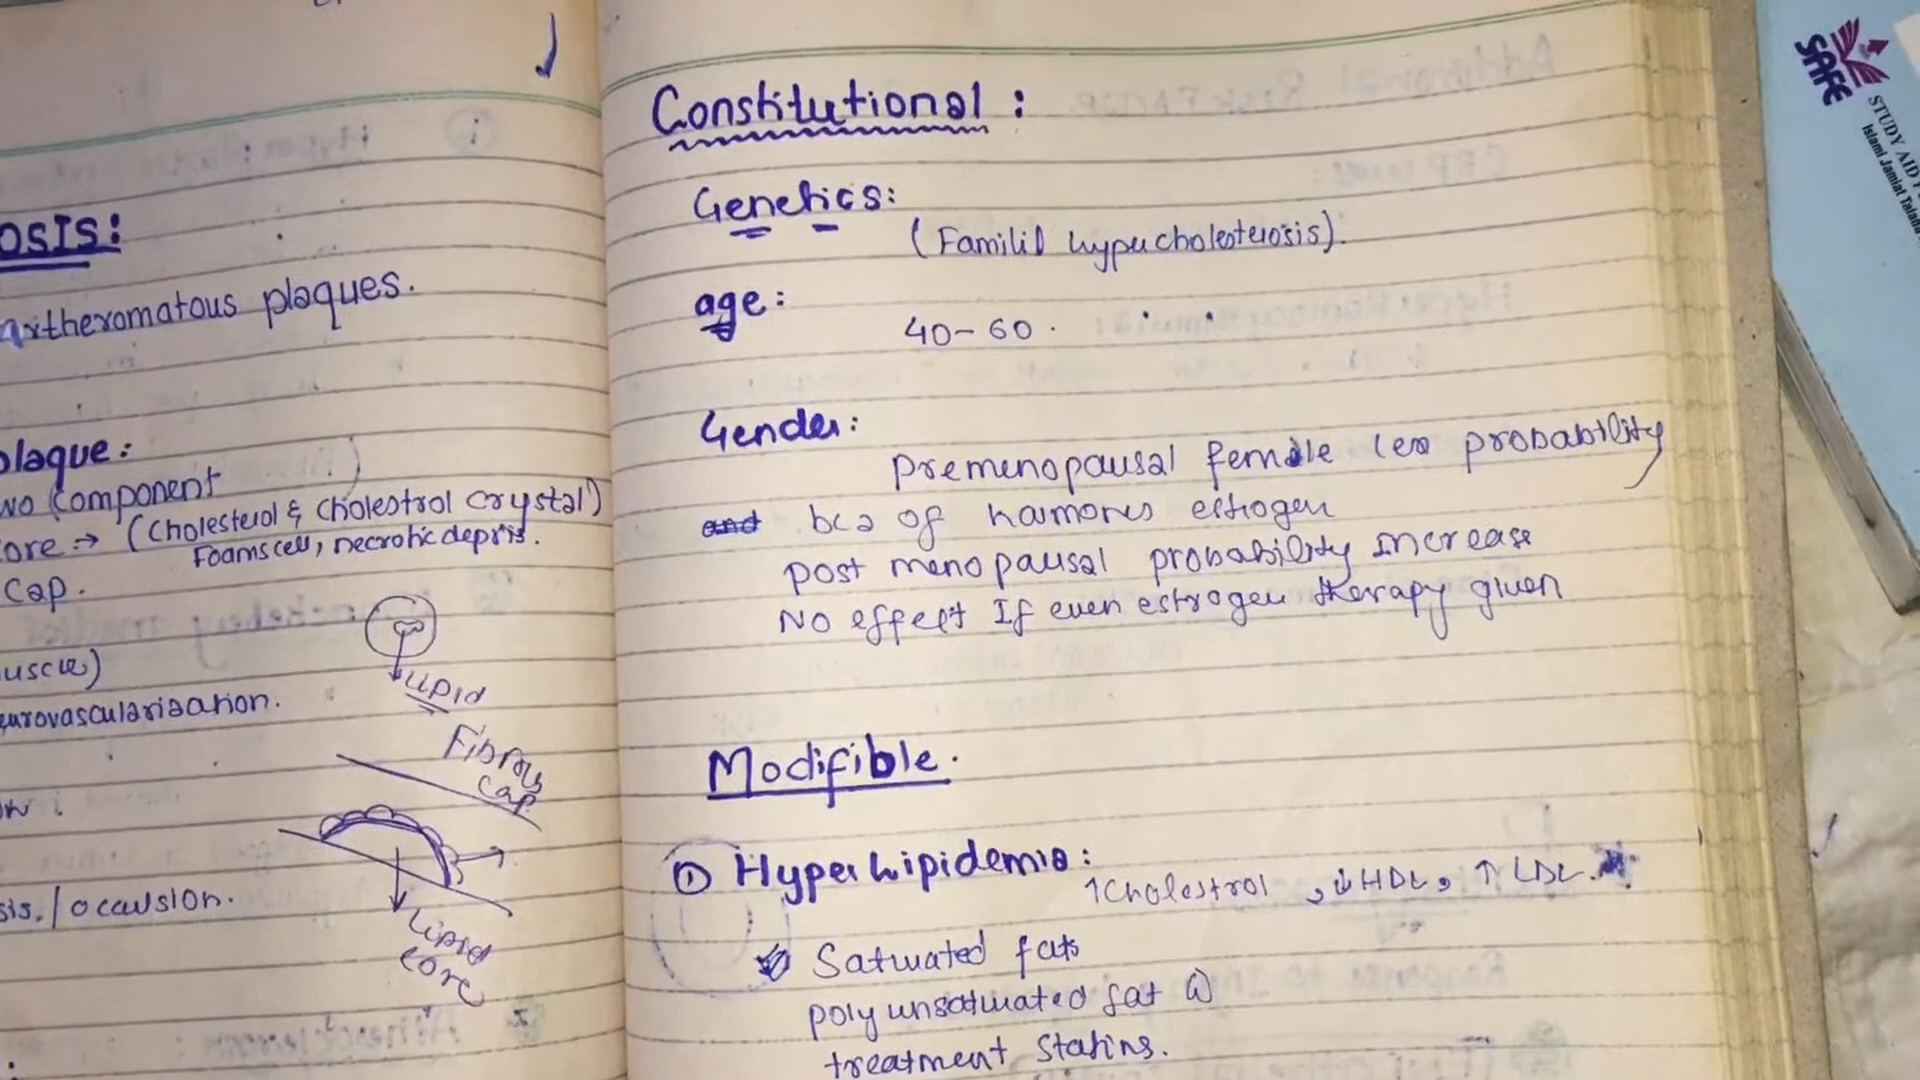 osis:
artheromatous plaques.
plaque:
wo component
ore → (Cholesterol & Cholestrol crystal)
Foamscell, necrotic depris.
Cap.
Lipid
uscle)
eurovascularization.
Fibrous
cap
sis./occulsion.
Lipid
core
Constitutional:
Genetics:
(Familil hypercholesterosis).
age:
40-60.
Gender:
premenopausal female less probability
and bcz of harmones estrogen
post menopausal probability increase
No effect If even estrogen therapy given
Modifible.
① Hyperlipidemia:
↑Cholestrol, ↓HDL, ↑LDL.
Saturated fats
poly unsaturated fat
treatment Statins.
SAFE
STUDY AID
Islami Jamiat Talaba